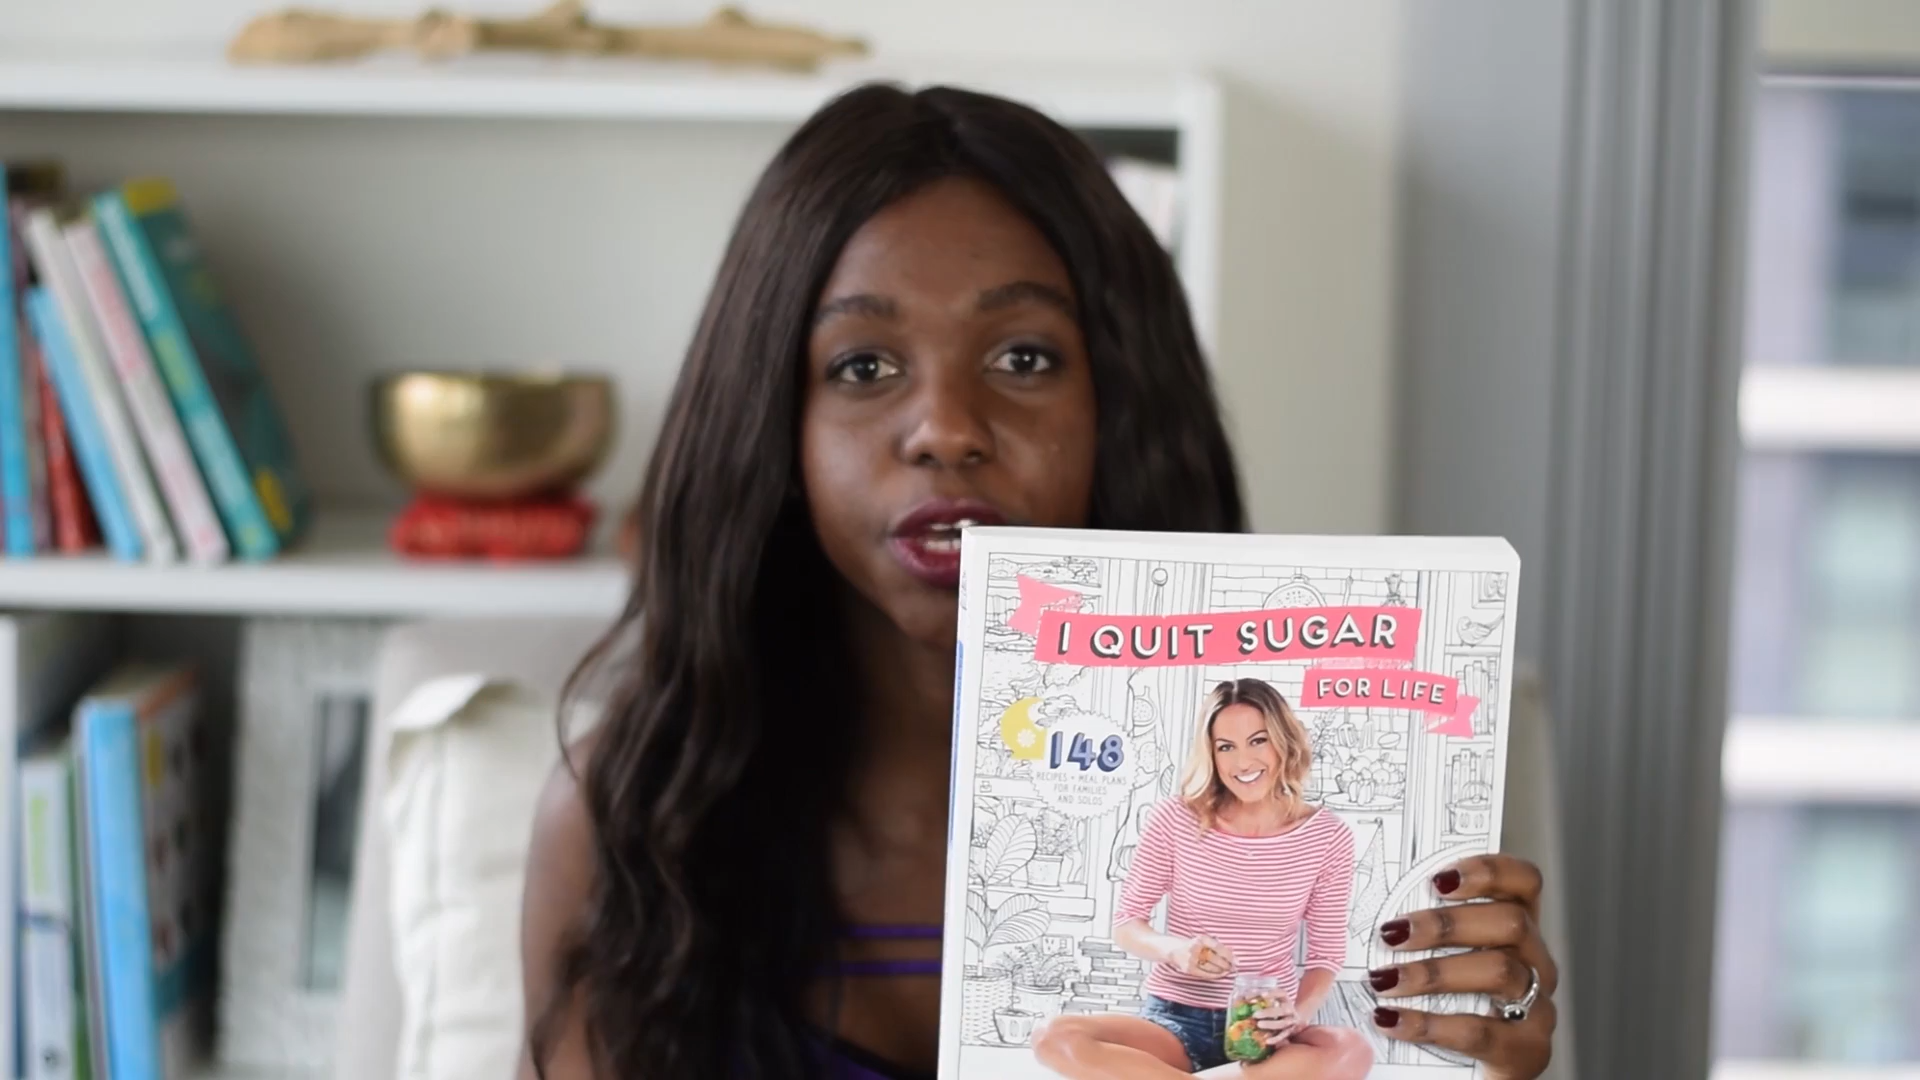 I QUIT SUGAR
FOR LIFE
148
RECIPES + MEAL PLANS
FOR FAMILIES
AND SOLOS